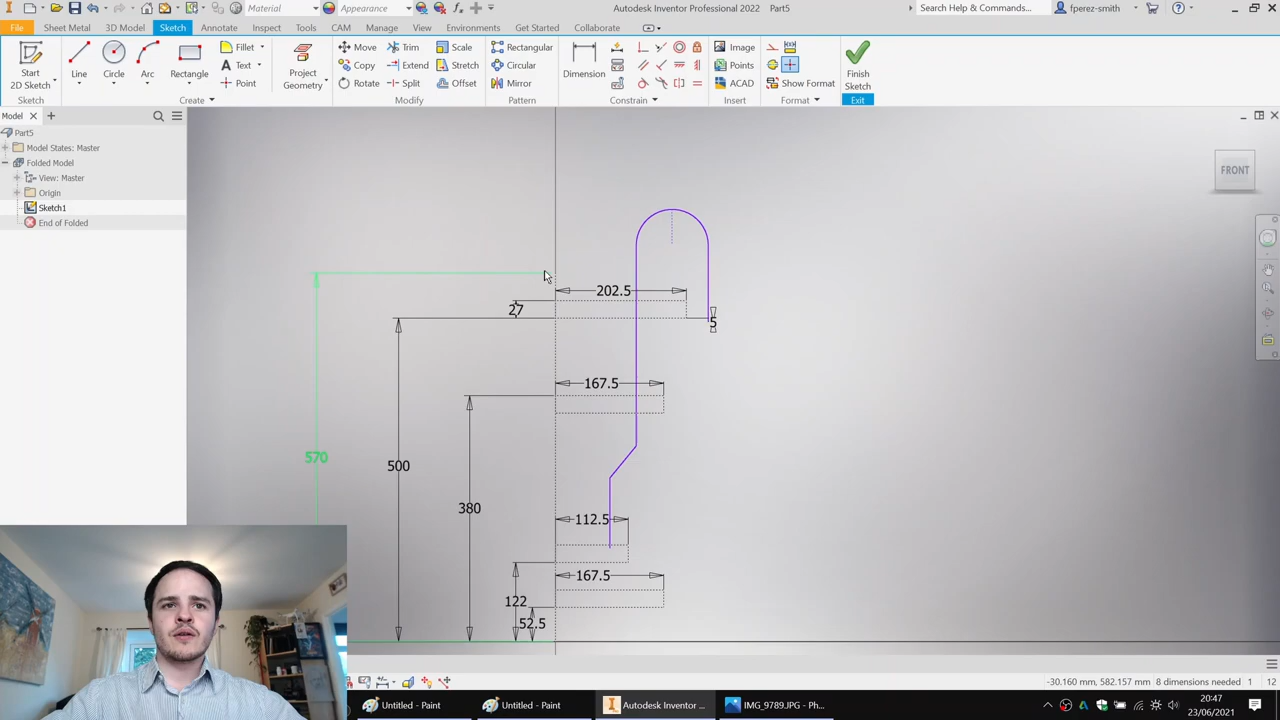 Material
Appearance
Autodesk Inventor Professional 2022 Part5
Search Help & Commands...
fperez-smith
File
Sheet Metal
3D Model
Sketch
Annotate
Inspect
Tools
CAM
Manage
View
Environments
Get Started
Collaborate
Start
2D Sketch
Line
Circle
Arc
Rectangle
Fillet
Text
Point
Project
Geometry
Move
Copy
Rotate
Trim
Extend
Split
Scale
Stretch
Offset
Rectangular
Circular
Mirror
Dimension
Image
Points
ACAD
Show Format
Finish
Sketch
Sketch
Create
Modify
Pattern
Constrain
Insert
Format
Exit
Model
Part5
Model States: Master
Folded Model
View: Master
Origin
Sketch1
End of Folded
FRONT
202.5
27
5
167.5
570
500
380
112.5
167.5
122
52.5
-30.160 mm, 582.157 mm
8 dimensions needed
1
12
Untitled - Paint
Untitled - Paint
Autodesk Inventor ...
IMG_9789.JPG - Ph...
20:47
23/06/2021